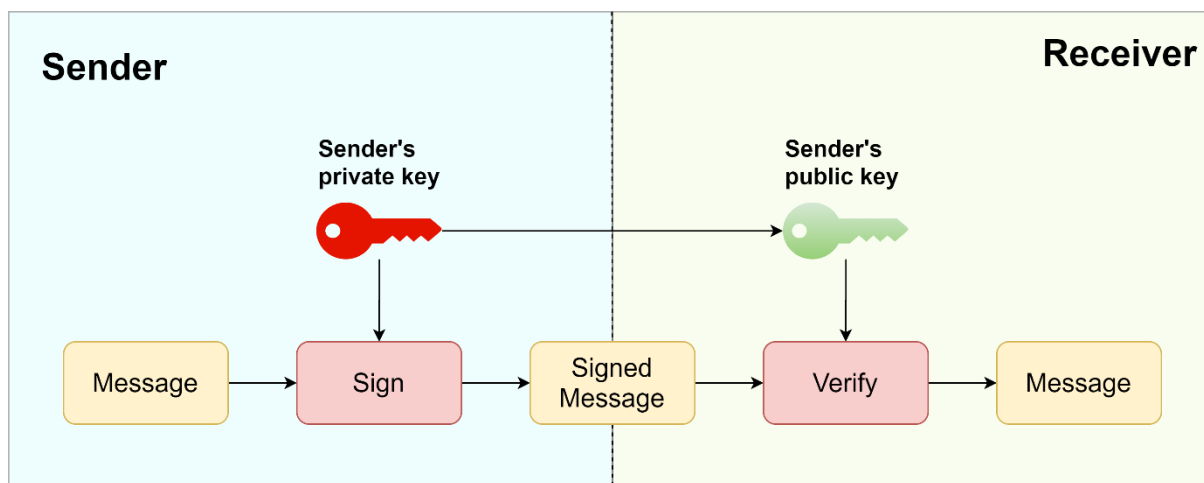 Sender
Receiver
Sender's
private key
Sender's
public key
Message
Sign
Signed
Message
Verify
Message